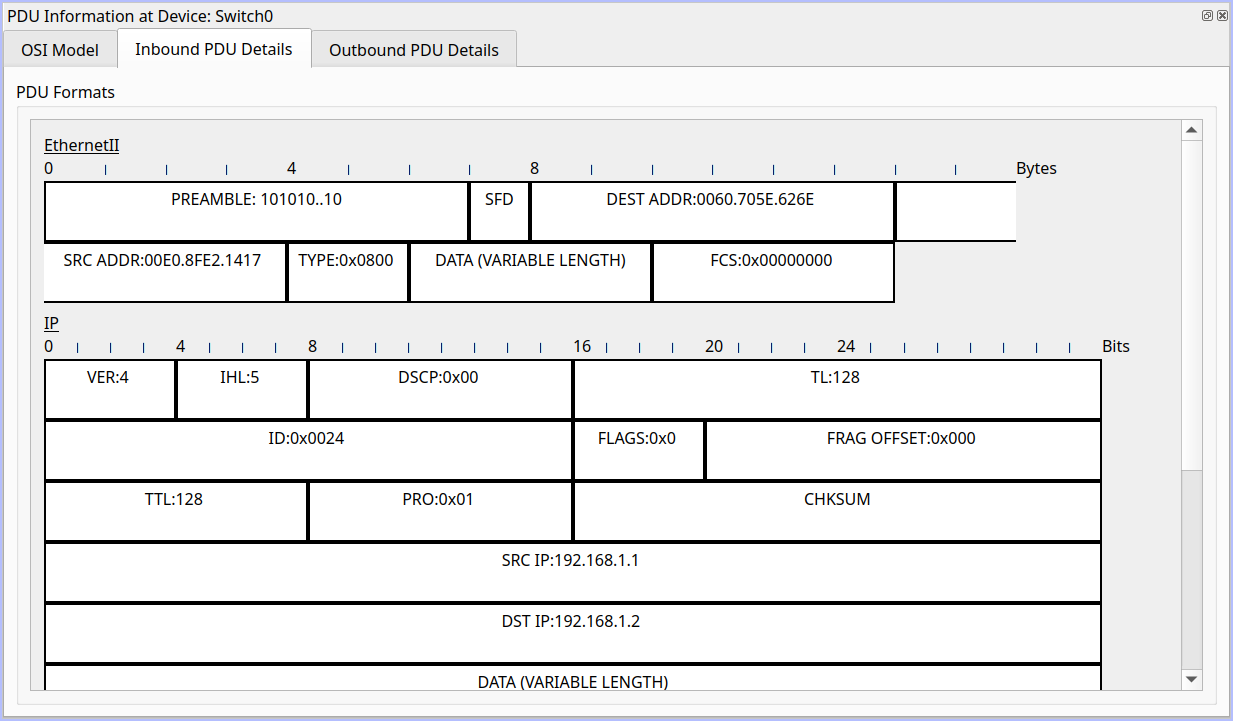 PDU Information at Device: Switch0
OSI Model Inbound PDU Details Outbound PDU Details
PDU Formats
EthernetII
0 4 8 Bytes
PREAMBLE: 101010..10 SFD DEST ADDR:0060.705E.626E
SRC ADDR:00E0.8FE2.1417 TYPE:0x0800 DATA (VARIABLE LENGTH) FCS:0x00000000
IP
0 4 8 16 20 24 Bits
VER:4 IHL:5 DSCP:0x00 TL:128
ID:0x0024 FLAGS:0x0 FRAG OFFSET:0x000
TTL:128 PRO:0x01 CHKSUM
SRC IP:192.168.1.1
DST IP:192.168.1.2
DATA (VARIABLE LENGTH)